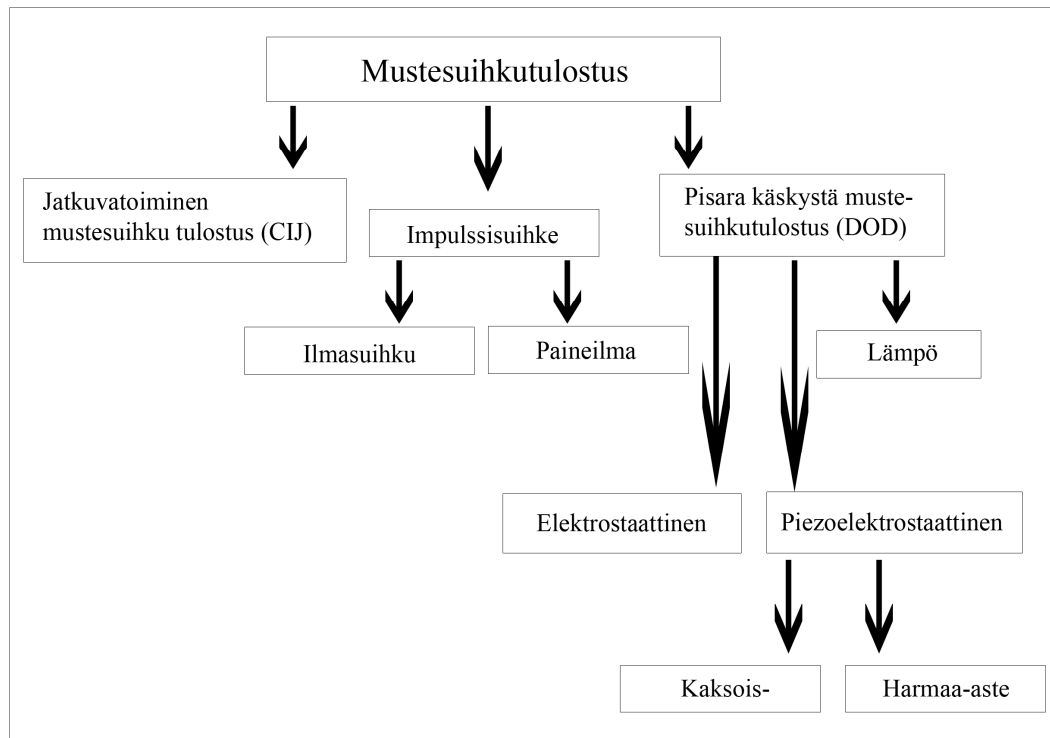 Mustesuihkutulostus
Jatkuvatoiminen
mustesuihku tulostus (CIJ)
Impulssisuihke
Pisara käskystä muste-
suihkutulostus (DOD)
Ilmasuihku
Paineilma
Lämpö
Elektrostaattinen
Piezoelektrostaattinen
Kaksois-
Harmaa-aste